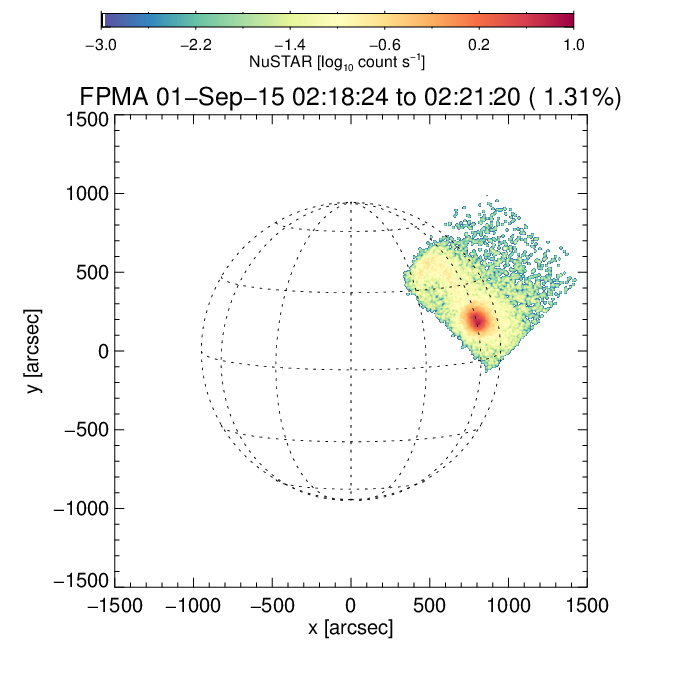 −3.0 −2.2 −1.4 −0.6 0.2 1.0
NuSTAR [log₁₀ count s⁻¹]
FPMA 01−Sep−15 02:18:24 to 02:21:20 ( 1.31%)
1500
1000
500
0
−500
−1000
−1500
y [arcsec]
−1500 −1000 −500 0 500 1000 1500
x [arcsec]